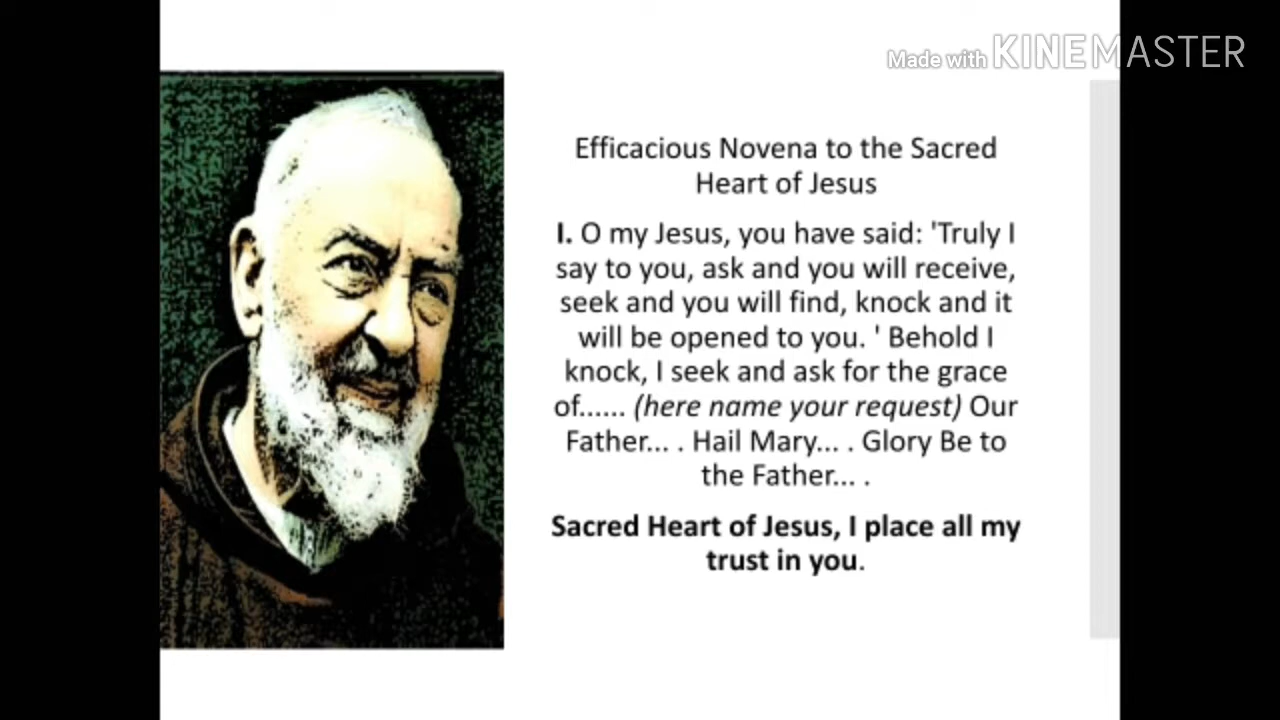 Made with KINEMASTER
Efficacious Novena to the Sacred
Heart of Jesus
I. O my Jesus, you have said: 'Truly I
say to you, ask and you will receive,
seek and you will find, knock and it
will be opened to you. ' Behold I
knock, I seek and ask for the grace
of...... (here name your request) Our
Father... . Hail Mary... . Glory Be to
the Father... .
Sacred Heart of Jesus, I place all my
trust in you.